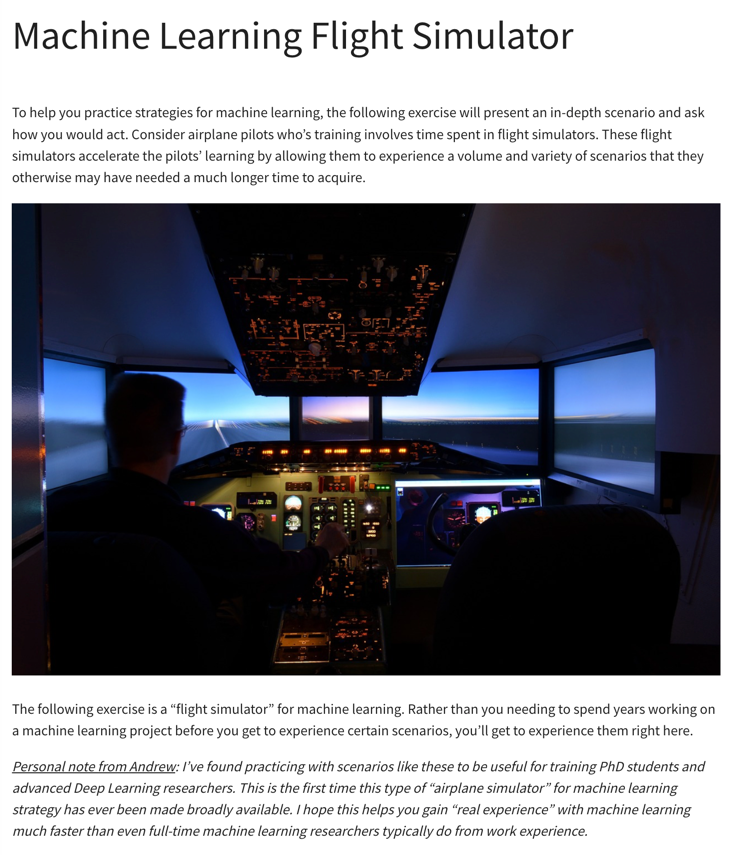 Machine Learning Flight Simulator
To help you practice strategies for machine learning, the following exercise will present an in-depth scenario and ask
how you would act. Consider airplane pilots who's training involves time spent in flight simulators. These flight
simulators accelerate the pilots' learning by allowing them to experience a volume and variety of scenarios that they
otherwise may have needed a much longer time to acquire.
The following exercise is a “flight simulator” for machine learning. Rather than you needing to spend years working on
a machine learning project before you get to experience certain scenarios, you'll get to experience them right here.
Personal note from Andrew: I've found practicing with scenarios like these to be useful for training PhD students and
advanced Deep Learning researchers. This is the first time this type of “airplane simulator” for machine learning
strategy has ever been made broadly available. I hope this helps you gain “real experience” with machine learning
much faster than even full-time machine learning researchers typically do from work experience.